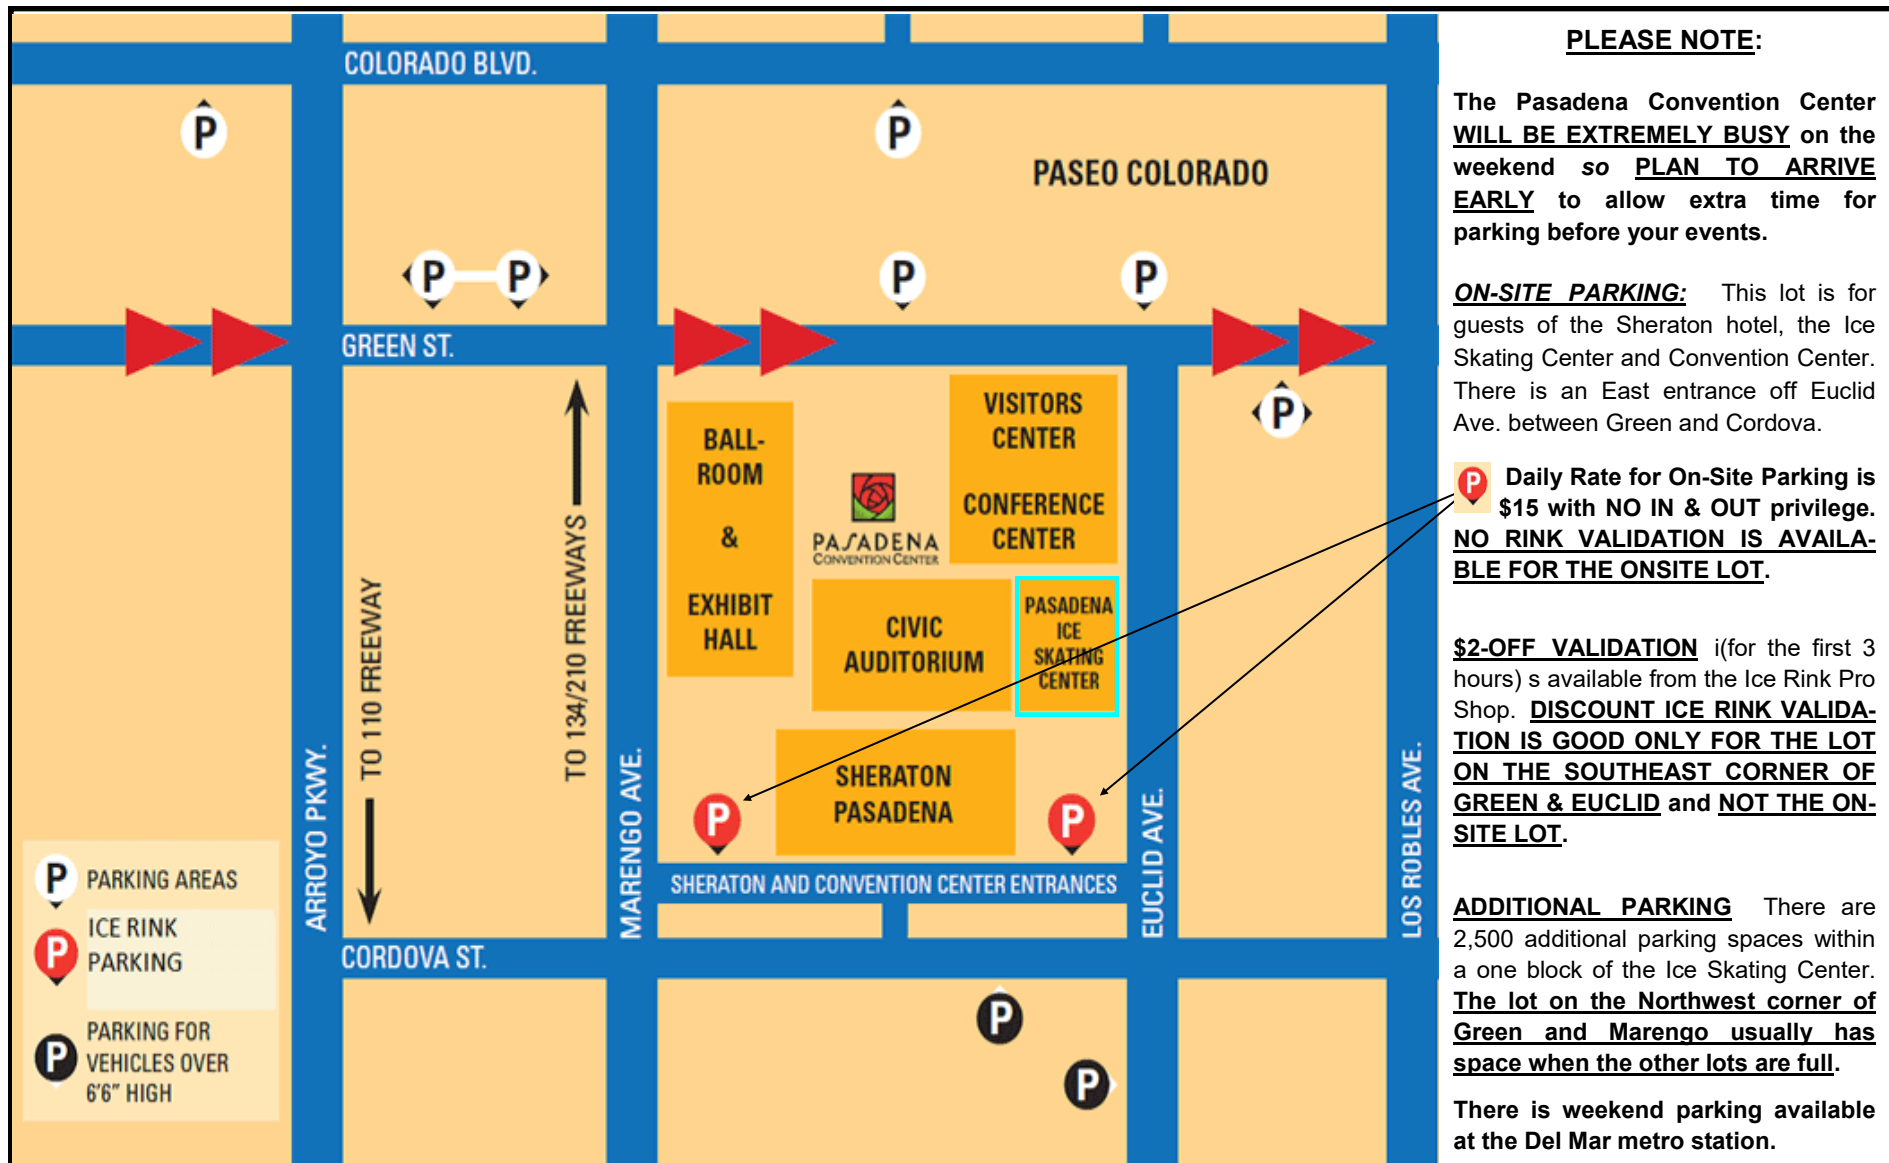 COLORADO BLVD.
P
P
PASEO COLORADO
P
P
P
P
GREEN ST.
P
BALL-
ROOM
&
EXHIBIT
HALL
VISITORS
CENTER
CONFERENCE
CENTER
PASADENA
CONVENTION CENTER
CIVIC
AUDITORIUM
PASADENA
ICE
SKATING
CENTER
SHERATON
PASADENA
P
P
TO 110 FREEWAY
TO 134/210 FREEWAYS
ARROYO PKWY.
MARENGO AVE.
EUCLID AVE.
LOS ROBLES AVE.
SHERATON AND CONVENTION CENTER ENTRANCES
CORDOVA ST.
P
P
P PARKING AREAS
P ICE RINK
PARKING
P PARKING FOR
VEHICLES OVER
6'6" HIGH
PLEASE NOTE:
The Pasadena Convention Center
WILL BE EXTREMELY BUSY on the
weekend so PLAN TO ARRIVE
EARLY to allow extra time for
parking before your events.
ON-SITE PARKING: This lot is for
guests of the Sheraton hotel, the Ice
Skating Center and Convention Center.
There is an East entrance off Euclid
Ave. between Green and Cordova.
P Daily Rate for On-Site Parking is
$15 with NO IN & OUT privilege.
NO RINK VALIDATION IS AVAILA-
BLE FOR THE ONSITE LOT.
$2-OFF VALIDATION i(for the first 3
hours) s available from the Ice Rink Pro
Shop. DISCOUNT ICE RINK VALIDA-
TION IS GOOD ONLY FOR THE LOT
ON THE SOUTHEAST CORNER OF
GREEN & EUCLID and NOT THE ON-
SITE LOT.
ADDITIONAL PARKING There are
2,500 additional parking spaces within
a one block of the Ice Skating Center.
The lot on the Northwest corner of
Green and Marengo usually has
space when the other lots are full.
There is weekend parking available
at the Del Mar metro station.